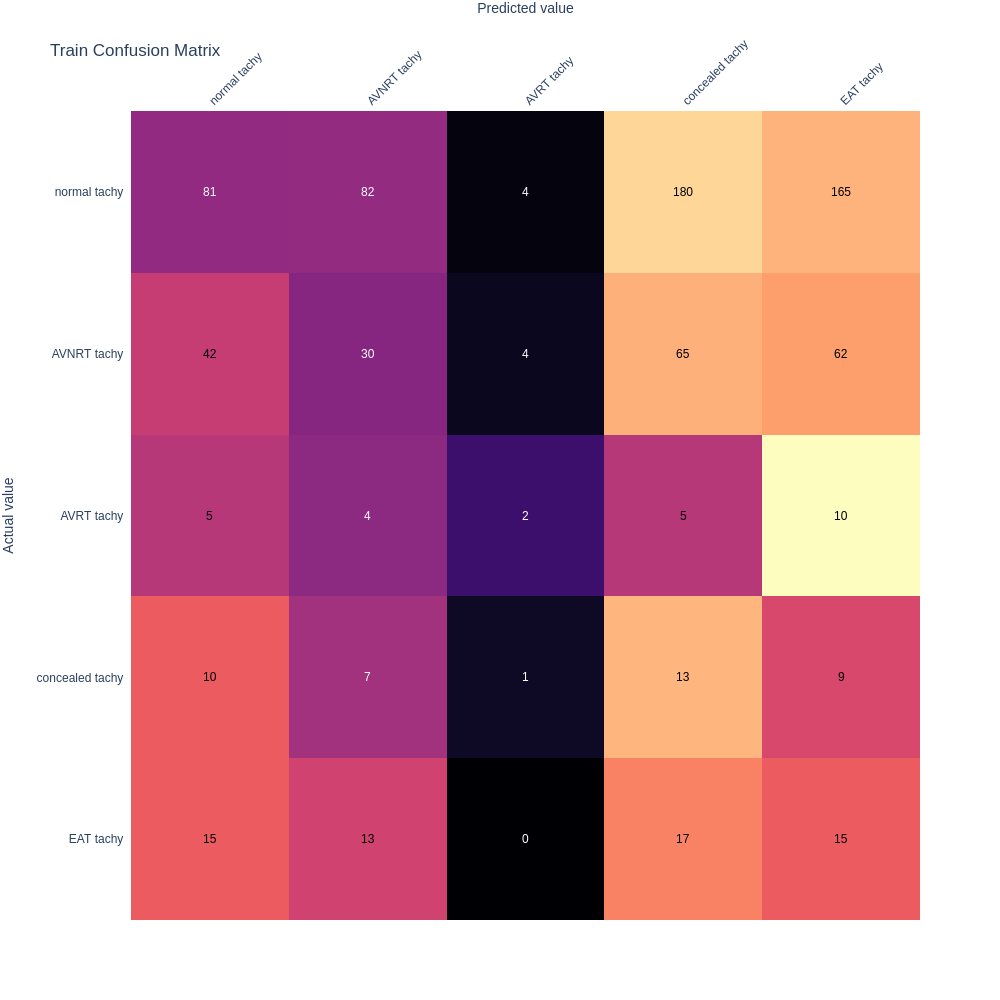 Predicted value
Train Confusion Matrix
normal tachy AVNRT tachy AVRT tachy concealed tachy EAT tachy
normal tachy 81 82 4 180 165
AVNRT tachy 42 30 4 65 62
AVRT tachy 5 4 2 5 10
concealed tachy 10 7 1 13 9
EAT tachy 15 13 0 17 15
Actual value